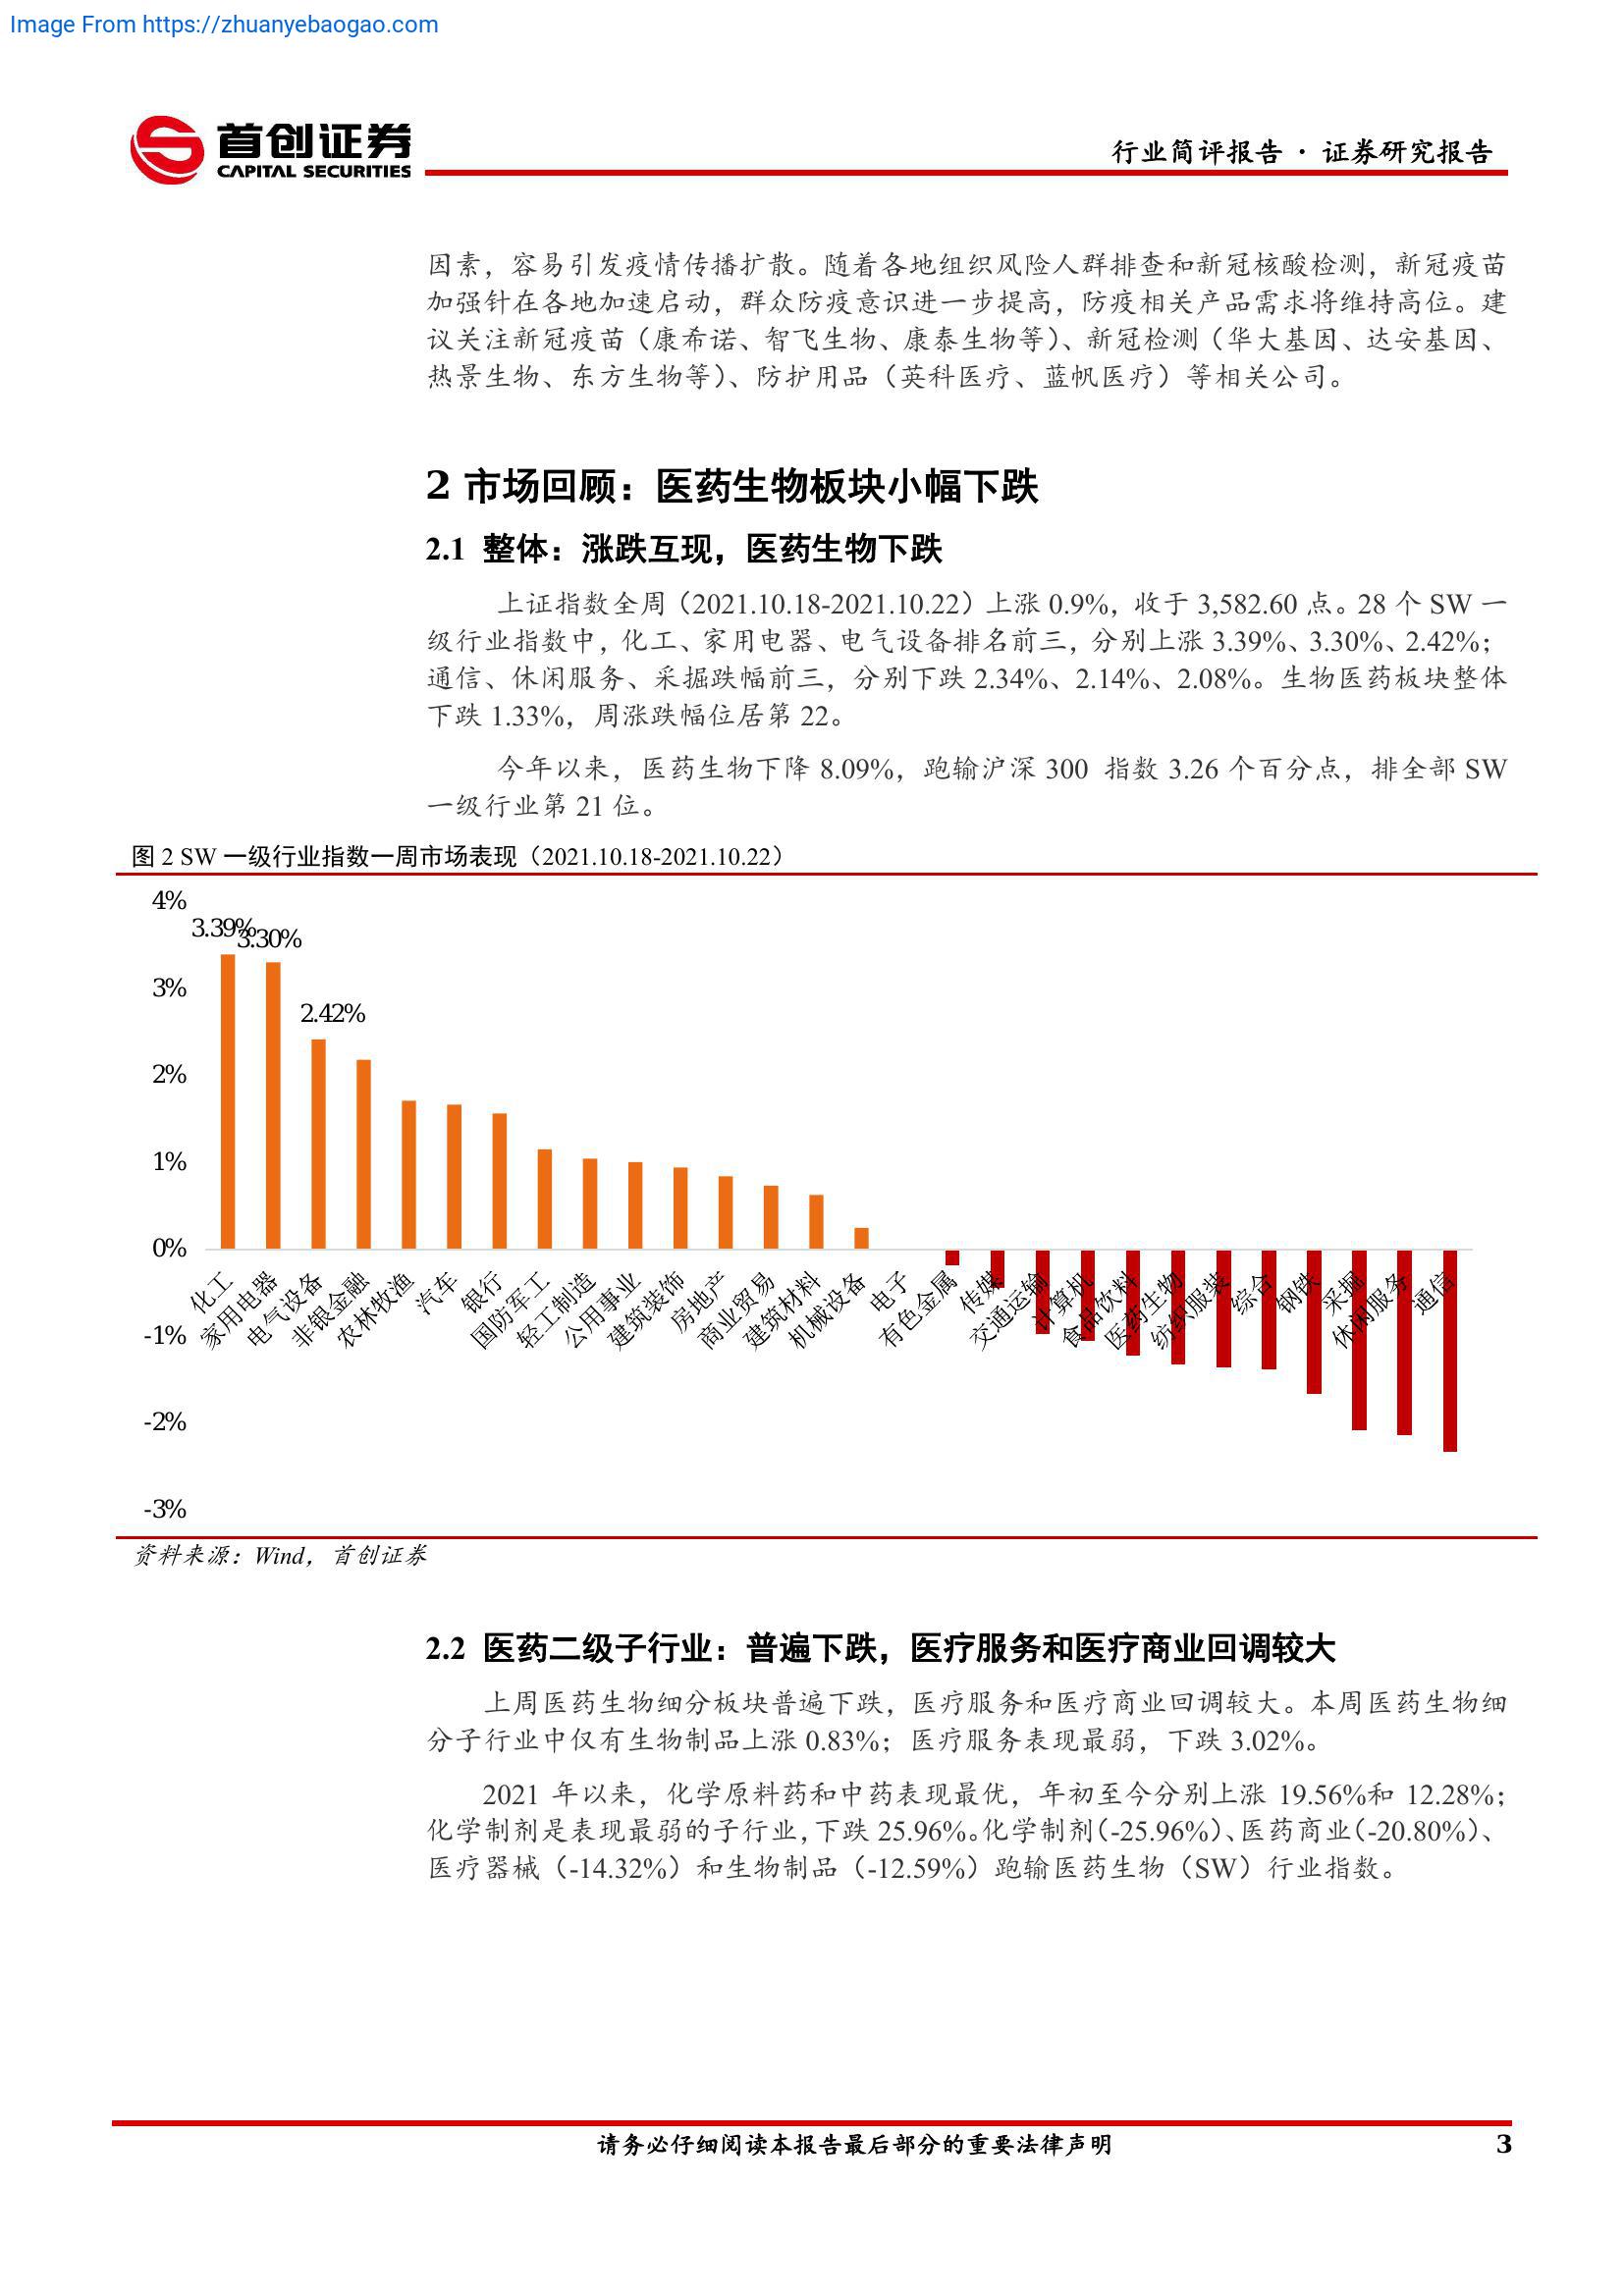 Image From https://zhuanyebaogao.com
首创证券
CAPITAL SECURITIES
行业简评报告 · 证券研究报告
因素，容易引发疫情传播扩散。随着各地组织风险人群排查和新冠核酸检测，新冠疫苗
加强针在各地加速启动，群众防疫意识进一步提高，防疫相关产品需求将维持高位。建
议关注新冠疫苗（康希诺、智飞生物、康泰生物等）、新冠检测（华大基因、达安基因、
热景生物、东方生物等）、防护用品（英科医疗、蓝帆医疗）等相关公司。
2 市场回顾：医药生物板块小幅下跌
2.1 整体：涨跌互现，医药生物下跌
上证指数全周（2021.10.18-2021.10.22）上涨 0.9%，收于 3,582.60 点。28 个 SW 一
级行业指数中，化工、家用电器、电气设备排名前三，分别上涨 3.39%、3.30%、2.42%；
通信、休闲服务、采掘跌幅前三，分别下跌 2.34%、2.14%、2.08%。生物医药板块整体
下跌 1.33%，周涨跌幅位居第 22。
今年以来，医药生物下降 8.09%，跑输沪深 300 指数 3.26 个百分点，排全部 SW
一级行业第 21 位。
图 2 SW 一级行业指数一周市场表现（2021.10.18-2021.10.22）
4%
3.39%
3.30%
3%
2.42%
2%
1%
0%
化工
家用电器
电气设备
非银金融
农林牧渔
汽车
银行
国防军工
轻工制造
公用事业
建筑装饰
房地产
商业贸易
建筑材料
机械设备
电子
有色金属
传媒
交通运输
计算机
食品饮料
医药生物
纺织服装
综合
钢铁
采掘
休闲服务
通信
-1%
-2%
-3%
资料来源：Wind，首创证券
2.2 医药二级子行业：普遍下跌，医疗服务和医疗商业回调较大
上周医药生物细分板块普遍下跌，医疗服务和医疗商业回调较大。本周医药生物细
分子行业中仅有生物制品上涨 0.83%；医疗服务表现最弱，下跌 3.02%。
2021 年以来，化学原料药和中药表现最优，年初至今分别上涨 19.56%和 12.28%；
化学制剂是表现最弱的子行业，下跌 25.96%。化学制剂（-25.96%）、医药商业（-20.80%）、
医疗器械（-14.32%）和生物制品（-12.59%）跑输医药生物（SW）行业指数。
请务必仔细阅读本报告最后部分的重要法律声明
3